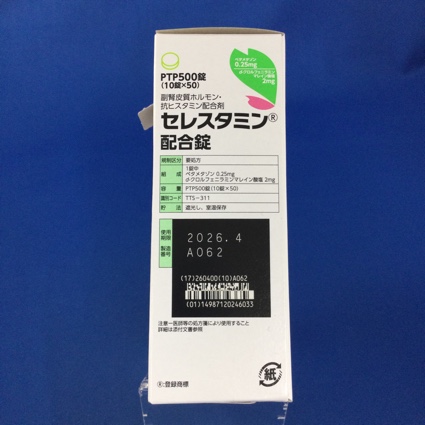 ベタメタゾン
0.25mg
d-クロルフェニラミン
マレイン酸塩
2mg
PTP500錠
(10錠×50)
副腎皮質ホルモン・
抗ヒスタミン配合剤
セレスタミン®
配合錠
規制区分 要処方
組成 1錠中
ベタメタゾン 0.25mg
d-クロルフェニラミンマレイン酸塩 2mg
容量 PTP500錠(10錠×50)
識別コード TTS-311
貯法 遮光し、室温保存
使用期限 2026.4
製造番号 A062
(17)260400(10)A062
(01)14987120246033
注意-医師等の処方箋により使用すること
詳細は添付文書参照
紙
®:登録商標